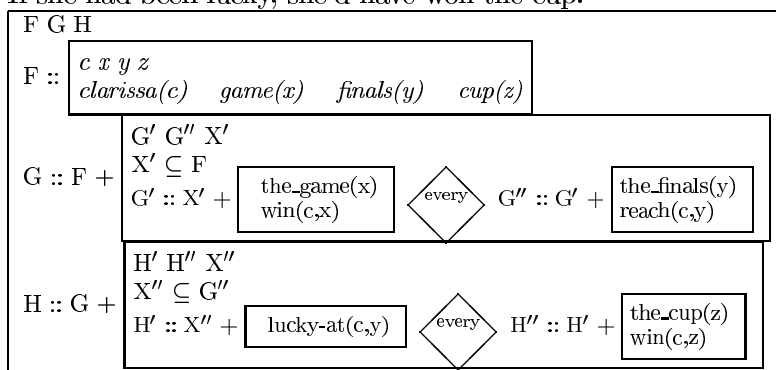 If she had been lucky, she'd have won the cup.
F G H
F :: c x y z
clarissa(c) game(x) finals(y) cup(z)
G′ G″ X′
X′ ⊆ F
G :: F + G′ :: X′ + the_game(x) win(c,x) every G″ :: G′ + the_finals(y) reach(c,y)
H′ H″ X″
X″ ⊆ G″
H :: G + H′ :: X″ + lucky-at(c,y) every H″ :: H′ + the_cup(z) win(c,z)